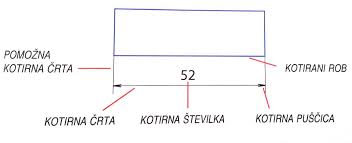 POMOŽNA
KOTIRNA ČRTA
KOTIRANI ROB
52
KOTIRNA ČRTA
KOTIRNA ŠTEVILKA
KOTIRNA PUŠČICA